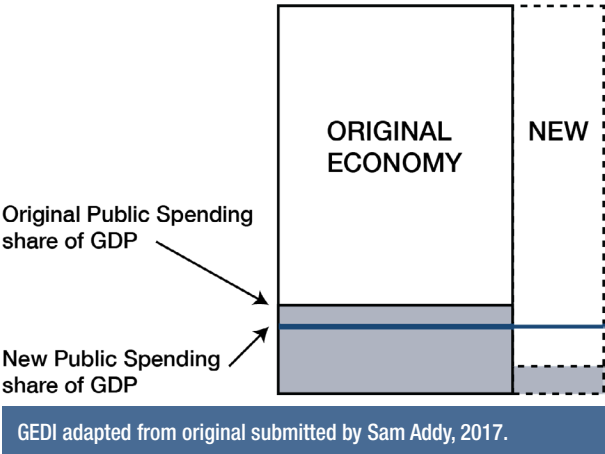 ORIGINAL
ECONOMY
NEW
Original Public Spending
share of GDP
New Public Spending
share of GDP
GEDI adapted from original submitted by Sam Addy, 2017.